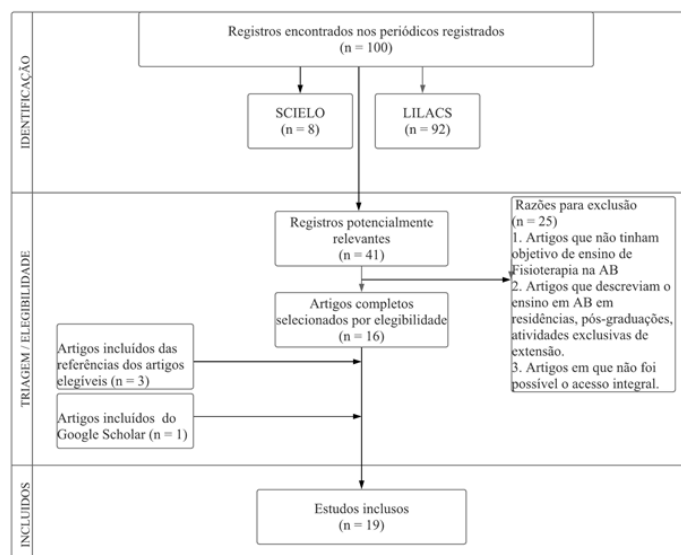 IDENTIFICAÇÃO
Registros encontrados nos periódicos registrados
(n = 100)
SCIELO
(n = 8)
LILACS
(n = 92)
TRIAGEM / ELEGIBILIDADE
Registros potencialmente
relevantes
(n = 41)
Razões para exclusão
(n = 25)
1. Artigos que não tinham
objetivo de ensino de
Fisioterapia na AB
2. Artigos que descreviam o
ensino em AB em
residências, pós-graduações,
atividades exclusivas de
extensão.
3. Artigos em que não foi
possível o acesso integral.
Artigos completos
selecionados por elegibilidade
(n = 16)
Artigos incluídos das
referências dos artigos
elegíveis (n = 3)
Artigos incluídos do
Google Scholar (n = 1)
INCLUIDOS
Estudos inclusos
(n = 19)